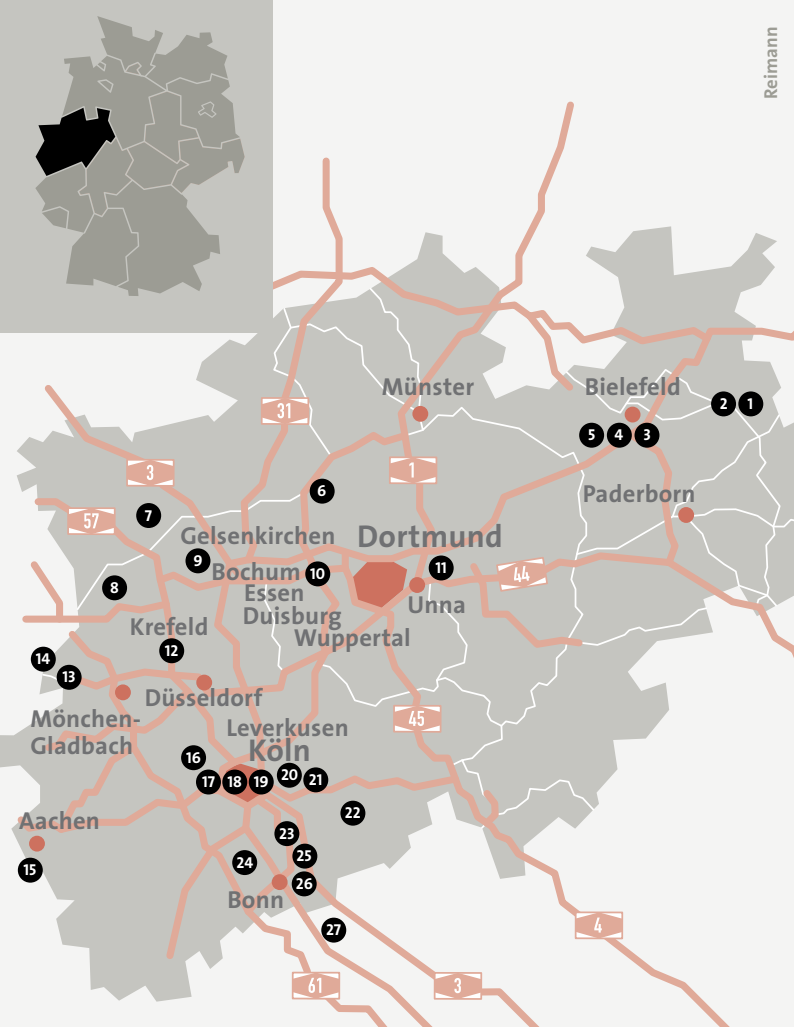 Reimann
Münster
Bielefeld
31
2
1
5
4
3
3
1
6
Paderborn
57
7
Gelsenkirchen
Dortmund
9
Bochum
10
11
44
8
Essen
Unna
Duisburg
Krefeld
Wuppertal
12
14
13
Düsseldorf
Mönchen-
Gladbach
45
Leverkusen
Köln
16
17
18
19
20
21
22
Aachen
23
15
24
25
26
Bonn
27
4
61
3